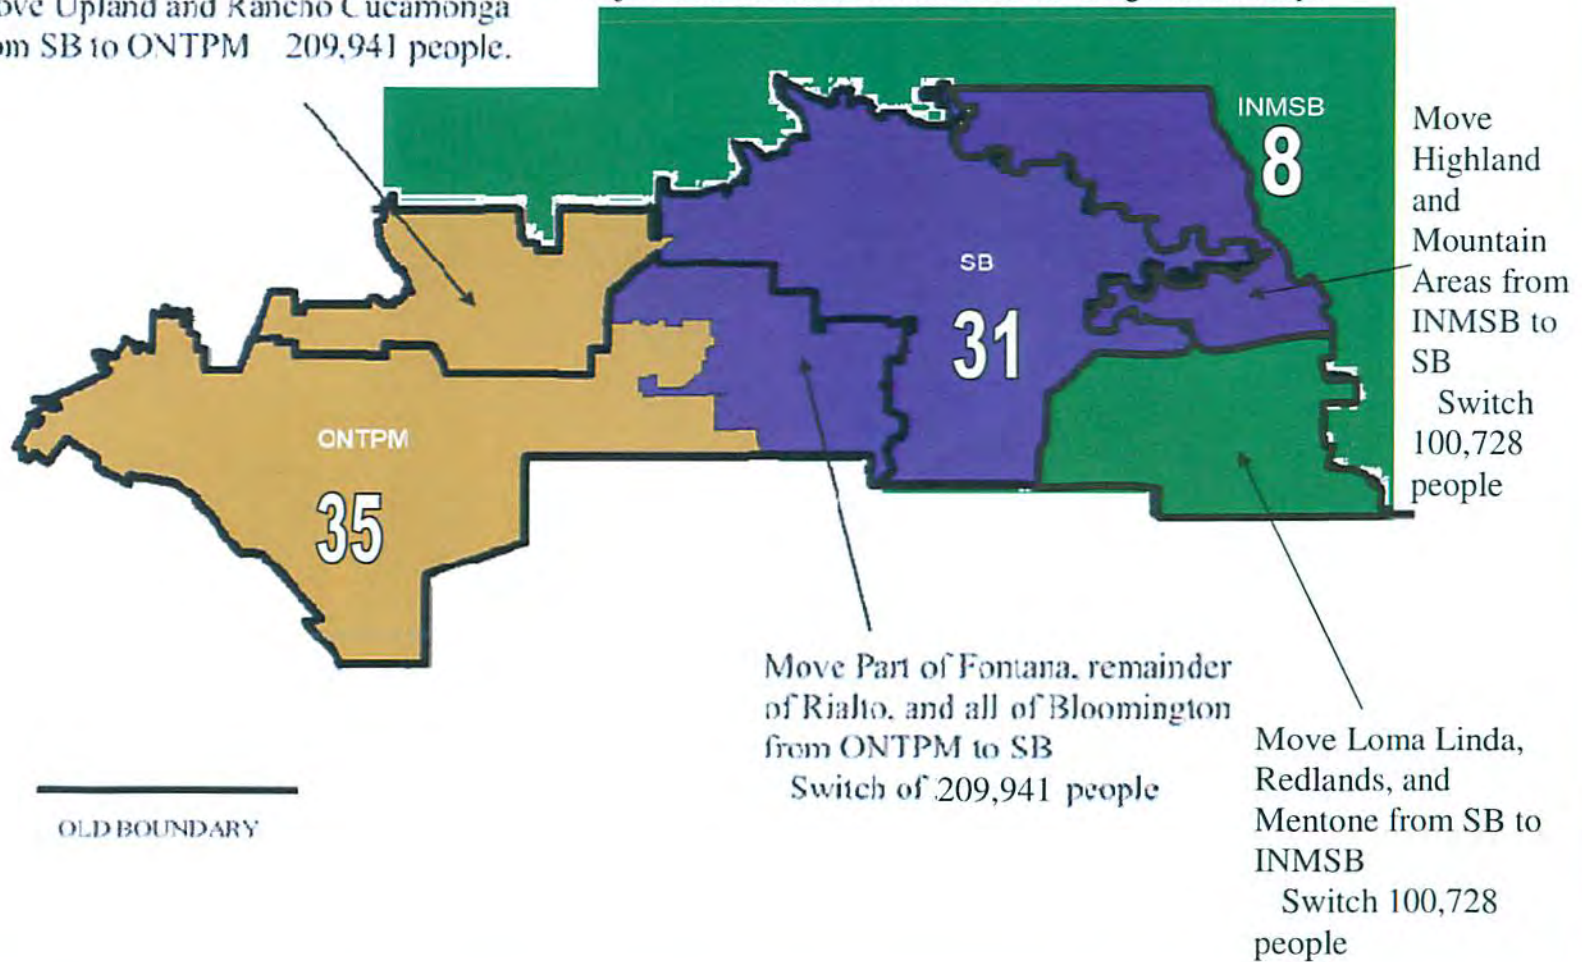 Upland and Rancho Cucamonga
SB to ONTPM 209,941 people.
INMSB
8
Move
Highland
and
Mountain
Areas from
INMSB to
SB
Switch
100,728
people
SB
31
ONTPM
35
Move Part of Fontana, remainder
of Rialto, and all of Bloomington
from ONTPM to SB
Switch of 209,941 people
Move Loma Linda,
Redlands, and
Mentone from SB to
INMSB
Switch 100,728
people
OLD BOUNDARY